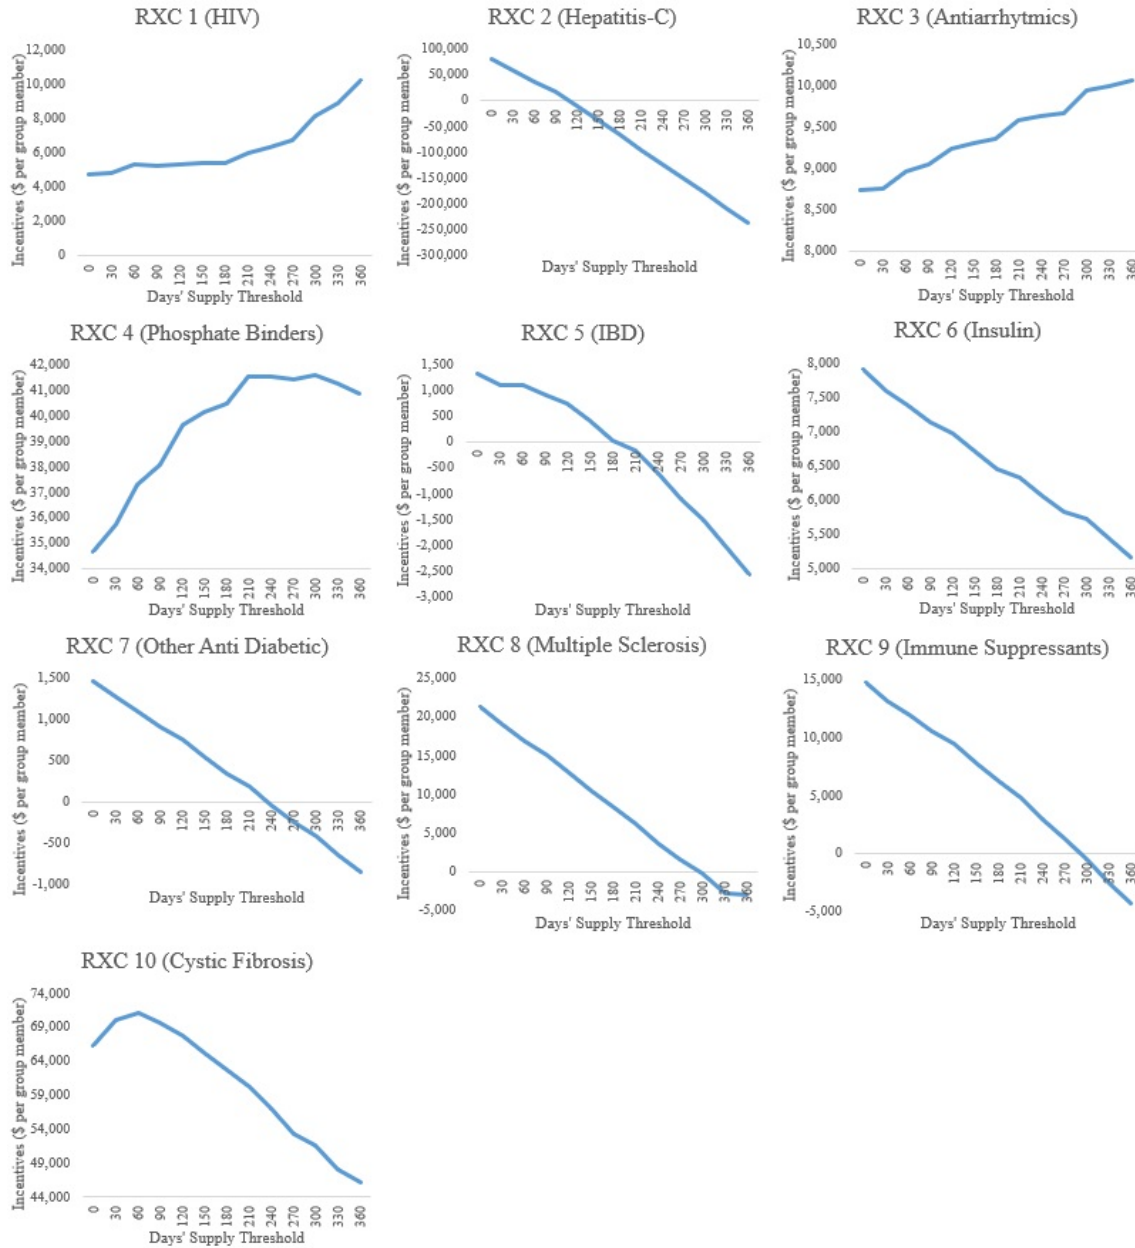 RXC 1 (HIV)
Incentives ($ per group member)
12,000
10,000
8,000
6,000
4,000
2,000
0
0 30 60 90 120 150 180 210 240 270 300 330 360
Days' Supply Threshold
RXC 2 (Hepatitis-C)
Incentives ($ per group member)
100,000
50,000
0
-50,000
-100,000
-150,000
-200,000
-250,000
-300,000
0 30 60 90 120 150 180 210 240 270 300 330 360
Days' Supply Threshold
RXC 3 (Antiarrhytmics)
Incentives ($ per group member)
10,500
10,000
9,500
9,000
8,500
8,000
0 30 60 90 120 150 180 210 240 270 300 330 360
Days' Supply Threshold
RXC 4 (Phosphate Binders)
Incentives ($ per group member)
42,000
41,000
40,000
39,000
38,000
37,000
36,000
35,000
34,000
0 30 60 90 120 150 180 210 240 270 300 330 360
Days' Supply Threshold
RXC 5 (IBD)
Incentives ($ per group member)
1,500
1,000
500
0
-500
-1,000
-1,500
-2,000
-2,500
-3,000
0 30 60 90 120 150 180 210 240 270 300 330 360
Days' Supply Threshold
RXC 6 (Insulin)
Incentives ($ per group member)
8,000
7,500
7,000
6,500
6,000
5,500
5,000
0 30 60 90 120 150 180 210 240 270 300 330 360
Days' Supply Threshold
RXC 7 (Other Anti Diabetic)
Incentives ($ per group member)
1,500
1,000
500
0
-500
-1,000
0 30 60 90 120 150 180 210 240 270 300 330 360
Days' Supply Threshold
RXC 8 (Multiple Sclerosis)
Incentives ($ per group member)
25,000
20,000
15,000
10,000
5,000
0
-5,000
0 30 60 90 120 150 180 210 240 270 300 330 360
Days' Supply Threshold
RXC 9 (Immune Suppressants)
Incentives ($ per group member)
15,000
10,000
5,000
0
-5,000
0 30 60 90 120 150 180 210 240 270 300 330 360
Days' Supply Threshold
RXC 10 (Cystic Fibrosis)
Incentives ($ per group member)
74,000
69,000
64,000
59,000
54,000
49,000
44,000
0 30 60 90 120 150 180 210 240 270 300 330 360
Days' Supply Threshold